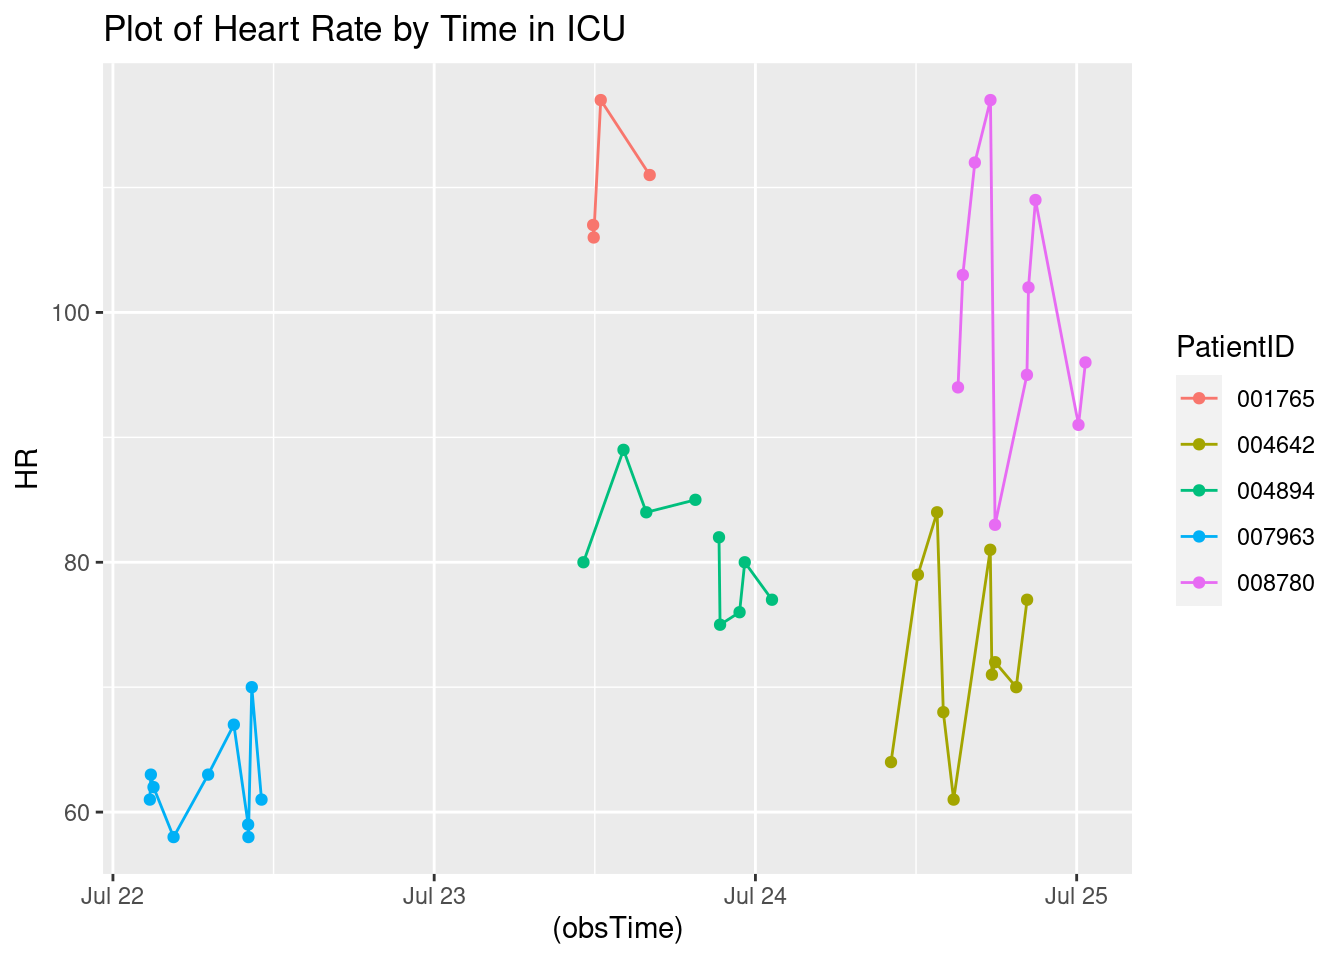 Plot of Heart Rate by Time in ICU
HR
100
80
60
Jul 22
Jul 23
Jul 24
Jul 25
(obsTime)
PatientID
001765
004642
004894
007963
008780